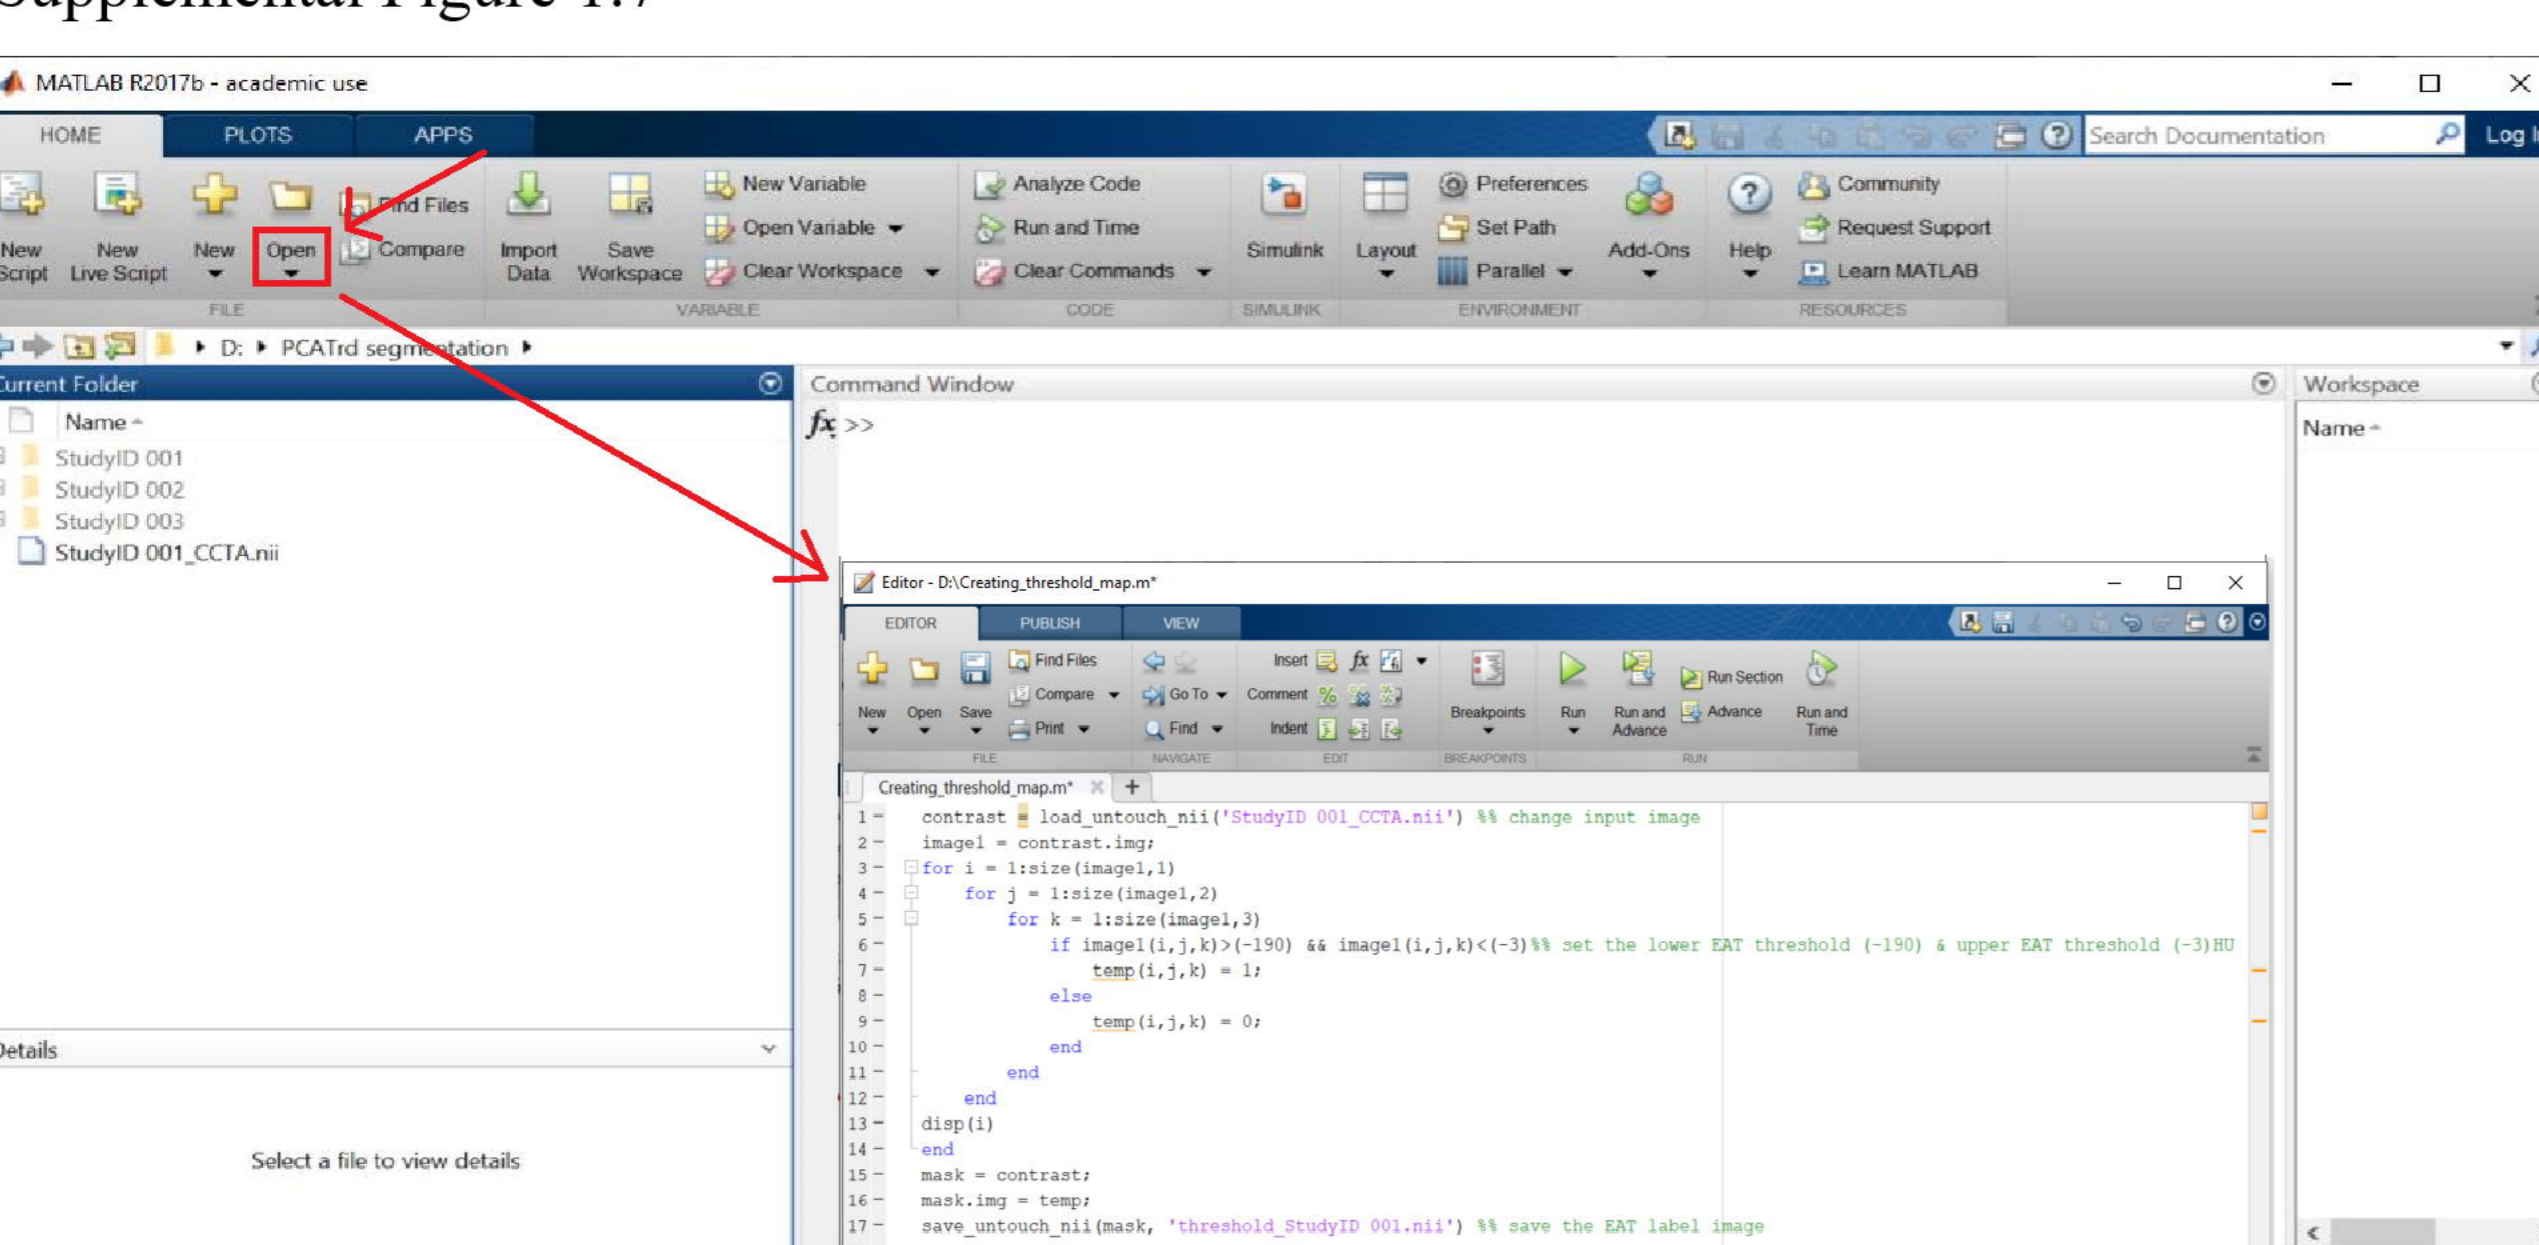 Supplemental Figure 1.7
MATLAB R2017b - academic use
HOME PLOTS APPS
Search Documentation
Log I
New Script
New Live Script
New
Open
Find Files
Compare
FILE
Import Data
Save Workspace
New Variable
Open Variable
Clear Workspace
VARIABLE
Analyze Code
Run and Time
Clear Commands
CODE
Simulink
SIMULINK
Layout
Preferences
Set Path
Parallel
Add-Ons
ENVIRONMENT
Help
Community
Request Support
Learn MATLAB
RESOURCES
D: PCATrd segmentation
Current Folder
Name
StudyID 001
StudyID 002
StudyID 003
StudyID 001_CCTA.nii
Details
Select a file to view details
Command Window
fx >>
Workspace
Name
Editor - D:\Creating_threshold_map.m*
EDITOR PUBLISH VIEW
New
Open
Save
Find Files
Compare
Print
FILE
Go To
Find
NAVIGATE
Insert fx
Comment
Indent
EDIT
Breakpoints
BREAKPOINTS
Run
Run and Advance
Run Section
Advance
Run and Time
RUN
Creating_threshold_map.m* +
1 contrast = load_untouch_nii('StudyID 001_CCTA.nii') %% change input image
2 image1 = contrast.img;
3 for i = 1:size(image1,1)
4 for j = 1:size(image1,2)
5 for k = 1:size(image1,3)
6 if image1(i,j,k)>(-190) && image1(i,j,k)<(-3)%% set the lower EAT threshold (-190) & upper EAT threshold (-3)HU
7 temp(i,j,k) = 1;
8 else
9 temp(i,j,k) = 0;
10 end
11 end
12 end
13 disp(i)
14 end
15 mask = contrast;
16 mask.img = temp;
17 save_untouch_nii(mask, 'threshold_StudyID 001.nii') %% save the EAT label image